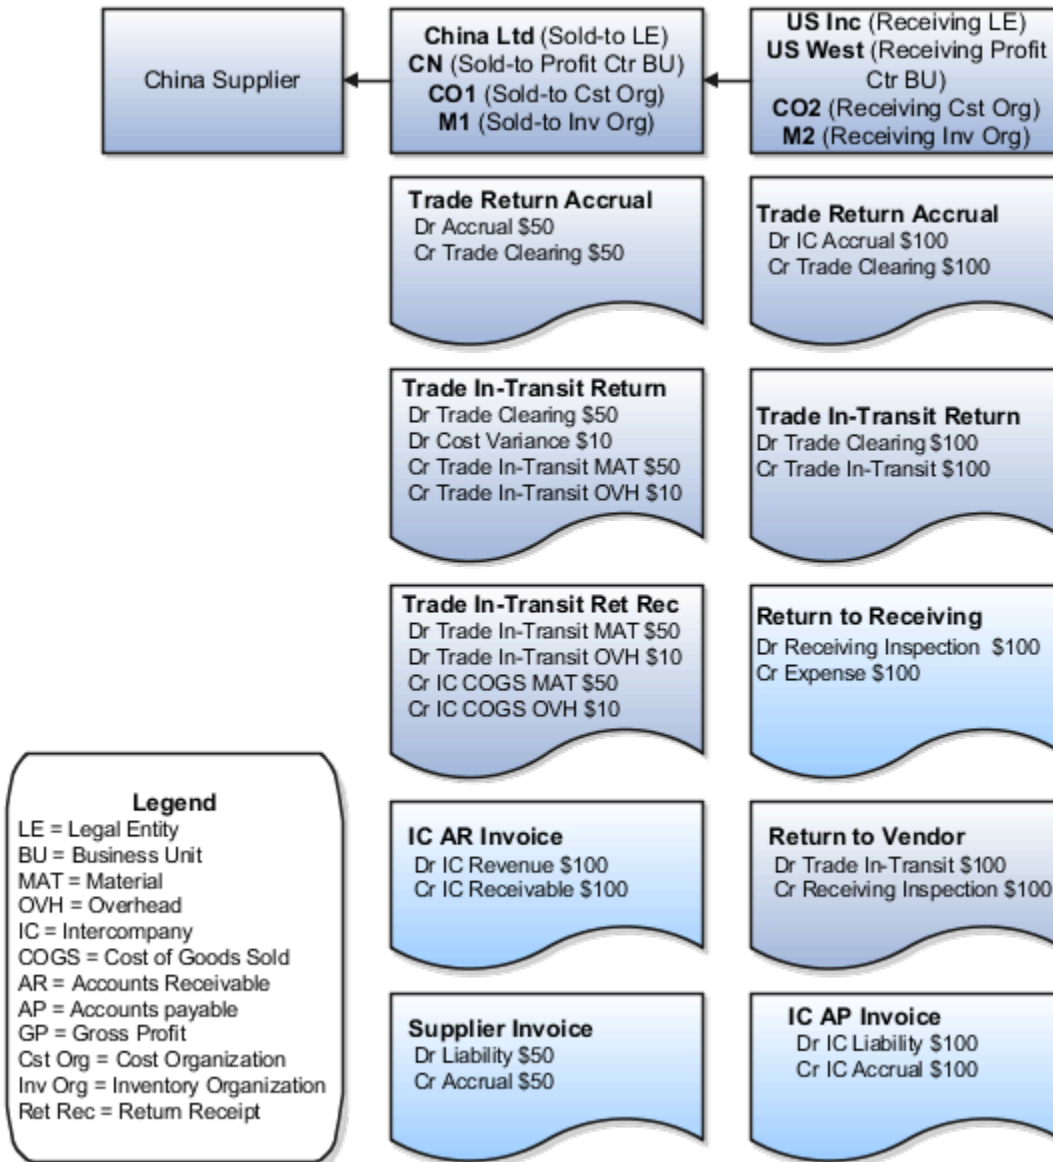 China Supplier
China Ltd (Sold-to LE)
CN (Sold-to Profit Ctr BU)
CO1 (Sold-to Cst Org)
M1 (Sold-to Inv Org)
US Inc (Receiving LE)
US West (Receiving Profit
Ctr BU)
CO2 (Receiving Cst Org)
M2 (Receiving Inv Org)
Trade Return Accrual
Dr Accrual $50
Cr Trade Clearing $50
Trade Return Accrual
Dr IC Accrual $100
Cr Trade Clearing $100
Trade In-Transit Return
Dr Trade Clearing $50
Dr Cost Variance $10
Cr Trade In-Transit MAT $50
Cr Trade In-Transit OVH $10
Trade In-Transit Return
Dr Trade Clearing $100
Cr Trade In-Transit $100
Trade In-Transit Ret Rec
Dr Trade In-Transit MAT $50
Dr Trade In-Transit OVH $10
Cr IC COGS MAT $50
Cr IC COGS OVH $10
Return to Receiving
Dr Receiving Inspection $100
Cr Expense $100
IC AR Invoice
Dr IC Revenue $100
Cr IC Receivable $100
Return to Vendor
Dr Trade In-Transit $100
Cr Receiving Inspection $100
Supplier Invoice
Dr Liability $50
Cr Accrual $50
IC AP Invoice
Dr IC Liability $100
Cr IC Accrual $100
Legend
LE = Legal Entity
BU = Business Unit
MAT = Material
OVH = Overhead
IC = Intercompany
COGS = Cost of Goods Sold
AR = Accounts Receivable
AP = Accounts payable
GP = Gross Profit
Cst Org = Cost Organization
Inv Org = Inventory Organization
Ret Rec = Return Receipt